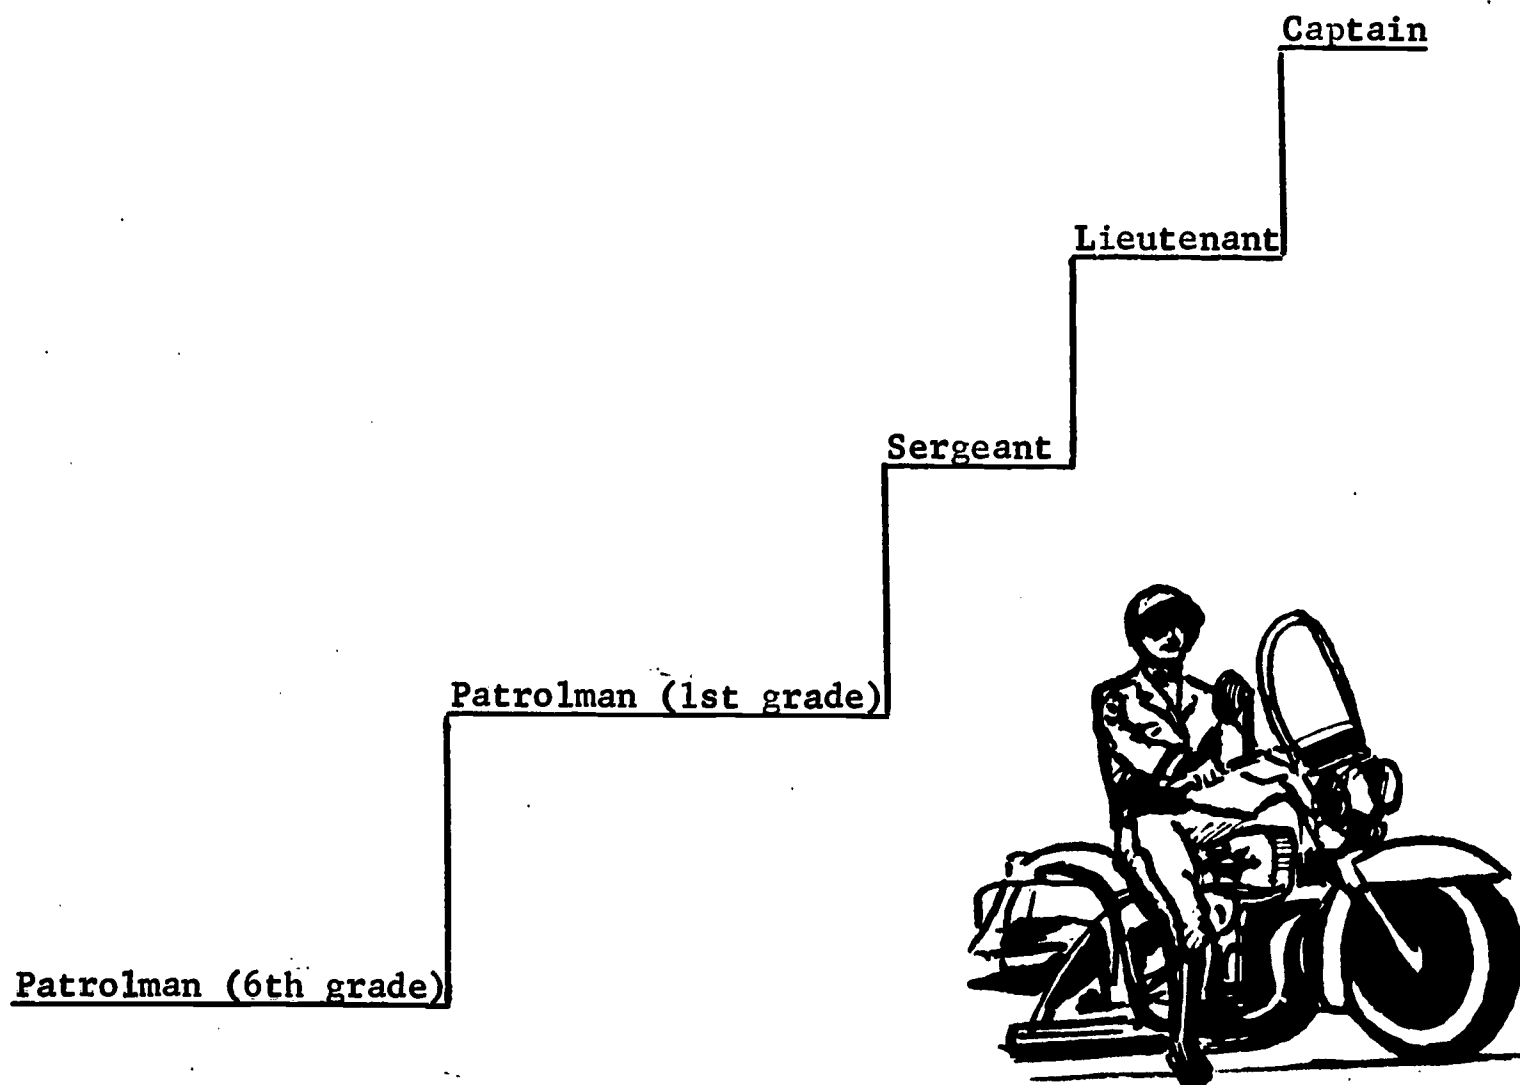 Captain
Lieutenant
Sergeant
Patrolman (1st grade)
Patrolman (6th grade)